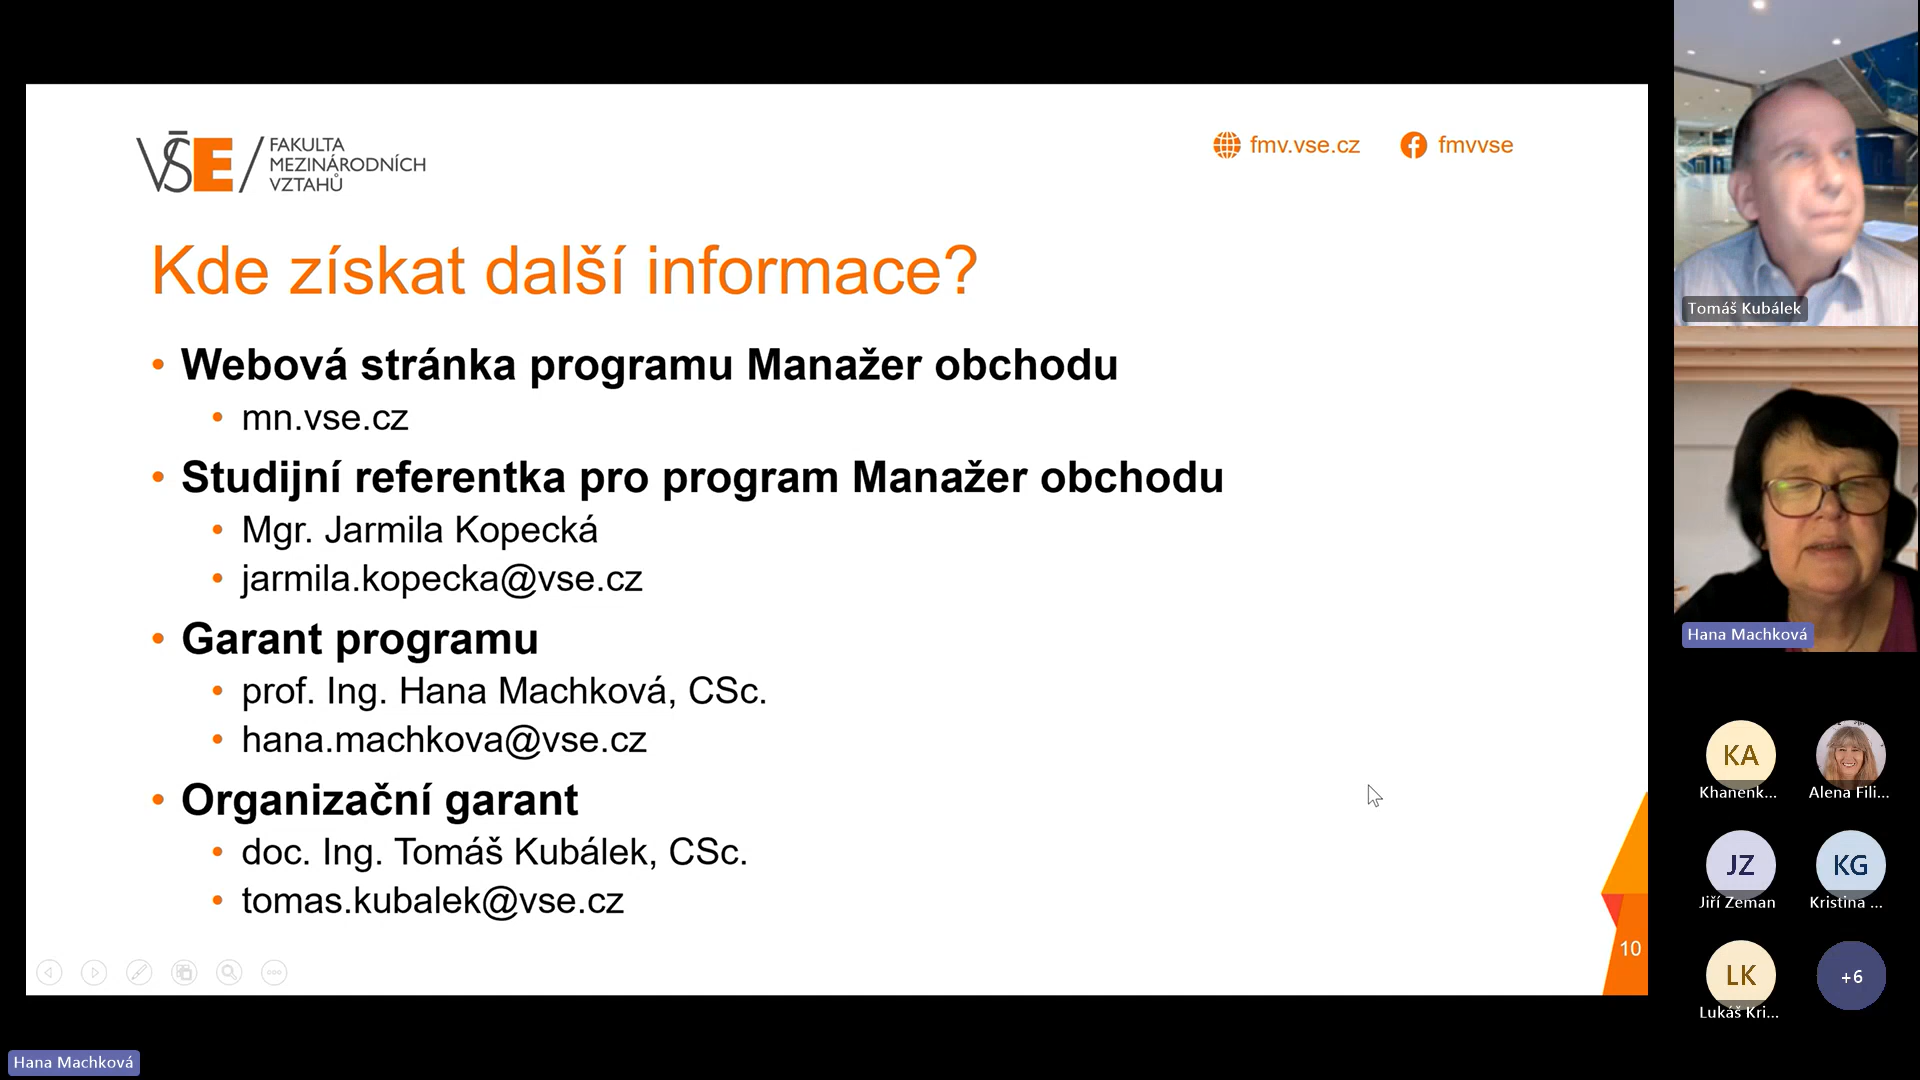 VŠE / FAKULTA
MEZINÁRODNÍCH
VZTAHŮ
fmv.vse.cz
fmvvse
Kde získat další informace?
• Webová stránka programu Manažer obchodu
• mn.vse.cz
• Studijní referentka pro program Manažer obchodu
• Mgr. Jarmila Kopecká
• jarmila.kopecka@vse.cz
• Garant programu
• prof. Ing. Hana Machková, CSc.
• hana.machkova@vse.cz
• Organizační garant
• doc. Ing. Tomáš Kubálek, CSc.
• tomas.kubalek@vse.cz
10
Tomáš Kubálek
Hana Machková
KA
Khanenk...
Alena Fili...
JZ
Jiří Zeman
KG
Kristina ...
LK
Lukáš Kri...
+6
Hana Machková